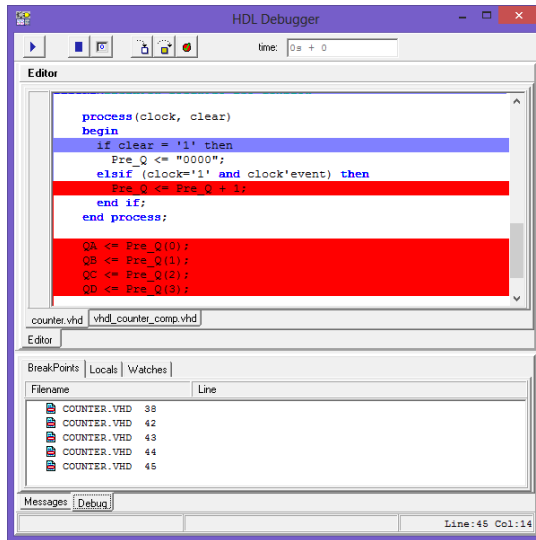 HDL Debugger
time: 0s + 0
Editor
process(clock, clear)
begin
if clear = '1' then
Pre_Q <= "0000";
elsif (clock='1' and clock'event) then
Pre_Q <= Pre_Q + 1;
end if;
end process;
QA <= Pre_Q(0);
QB <= Pre_Q(1);
QC <= Pre_Q(2);
QD <= Pre_Q(3);
counter.vhd vhdl_counter_comp.vhd
Editor
BreakPoints Locals Watches
Filename Line
COUNTER.VHD 38
COUNTER.VHD 42
COUNTER.VHD 43
COUNTER.VHD 44
COUNTER.VHD 45
Messages Debug
Line:45 Col:14